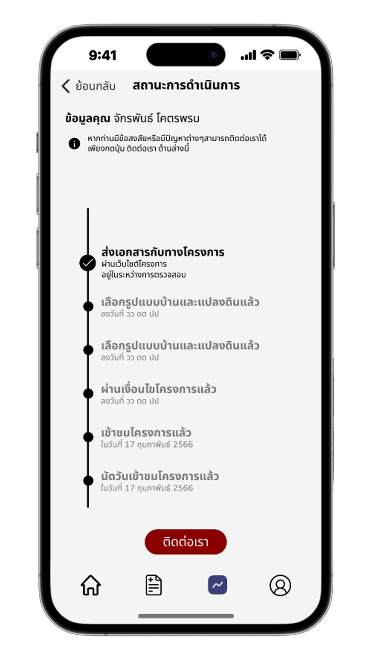 9:41
ย้อนกลับ สถานะการดำเนินการ
ข้อมูลคุณ จักรพันธ์ โคตรพรม
หากท่านมีข้อสงสัยหรือมีปัญหาต่างๆสามารถติดต่อเราได้
เพียงกดปุ่ม ติดต่อเรา ด้านล่างนี้
ส่งเอกสารกับทางโครงการ
ผ่านเว็บไซต์โครงการ
อยู่ในระหว่างการตรวจสอบ
เลือกรูปแบบบ้านและแปลงดินแล้ว
ลงวันที่ วว ดด ปป
เลือกรูปแบบบ้านและแปลงดินแล้ว
ลงวันที่ วว ดด ปป
ผ่านเงื่อนไขโครงการแล้ว
ลงวันที่ วว ดด ปป
เข้าชมโครงการแล้ว
ในวันที่ 17 กุมภาพันธ์ 2566
นัดวันเข้าชมโครงการแล้ว
ในวันที่ 17 กุมภาพันธ์ 2566
ติดต่อเรา